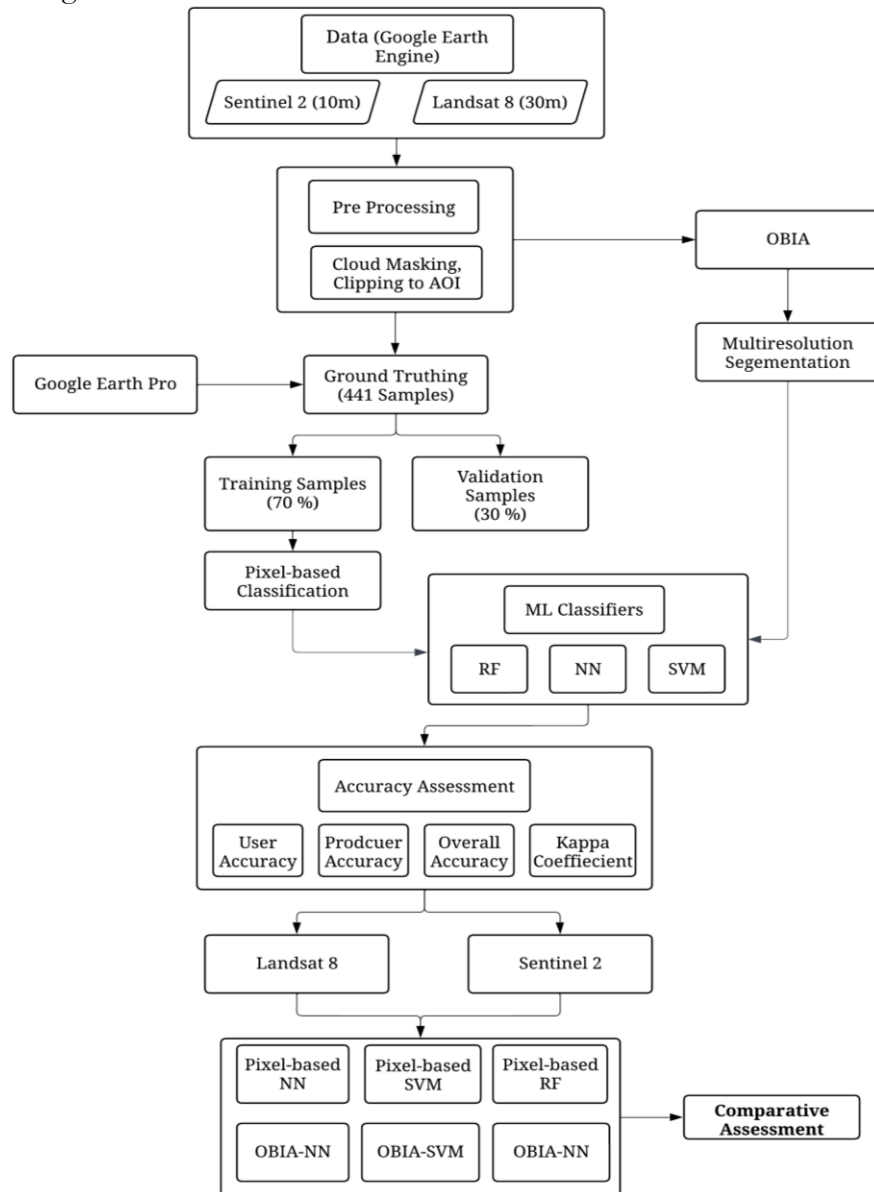 Data (Google Earth
Engine)
Sentinel 2 (10m)
Landsat 8 (30m)
Pre Processing
Cloud Masking,
Clipping to AOI
OBIA
Multiresolution
Segementation
Google Earth Pro
Ground Truthing
(441 Samples)
Training Samples
(70 %)
Validation
Samples
(30 %)
Pixel-based
Classification
ML Classifiers
RF
NN
SVM
Accuracy Assessment
User
Accuracy
Prodcuer
Accuracy
Overall
Accuracy
Kappa
Coeffiecient
Landsat 8
Sentinel 2
Pixel-based
NN
Pixel-based
SVM
Pixel-based
RF
OBIA-NN
OBIA-SVM
OBIA-NN
Comparative
Assessment